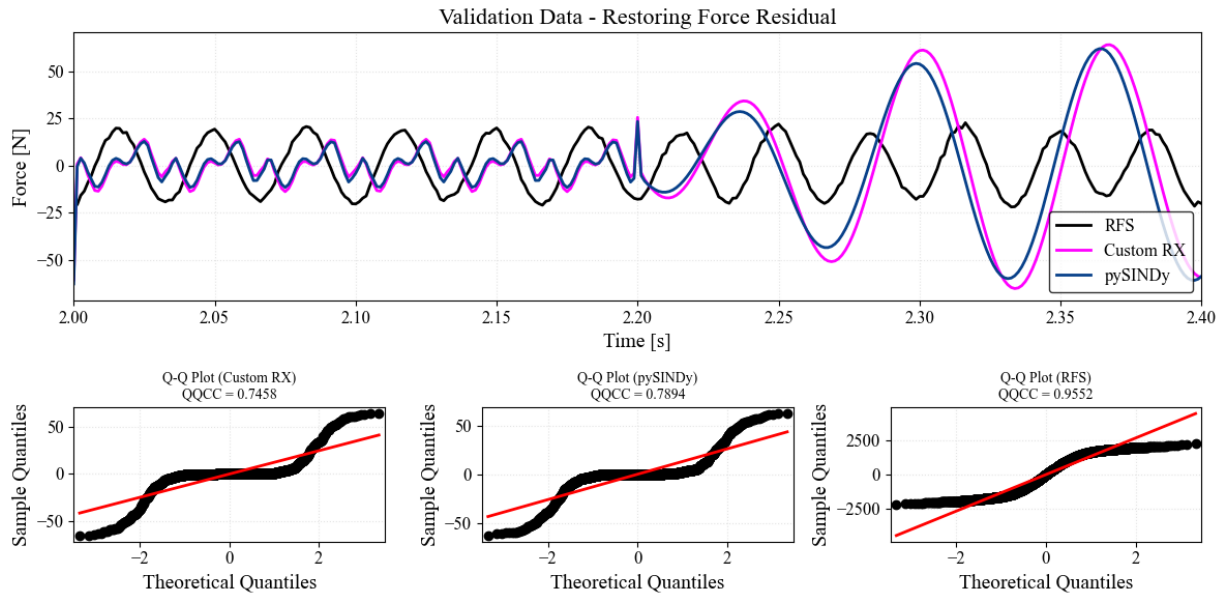 Validation Data - Restoring Force Residual
Force [N]
50
25
0
−25
−50
RFS
Custom RX
pySINDy
2.00 2.05 2.10 2.15 2.20 2.25 2.30 2.35 2.40
Time [s]
Q-Q Plot (Custom RX)
QQCC = 0.7458
Sample Quantiles
50
0
−50
−2 0 2
Theoretical Quantiles
Q-Q Plot (pySINDy)
QQCC = 0.7894
Sample Quantiles
50
0
−50
−2 0 2
Theoretical Quantiles
Q-Q Plot (RFS)
QQCC = 0.9552
Sample Quantiles
2500
0
−2500
−2 0 2
Theoretical Quantiles